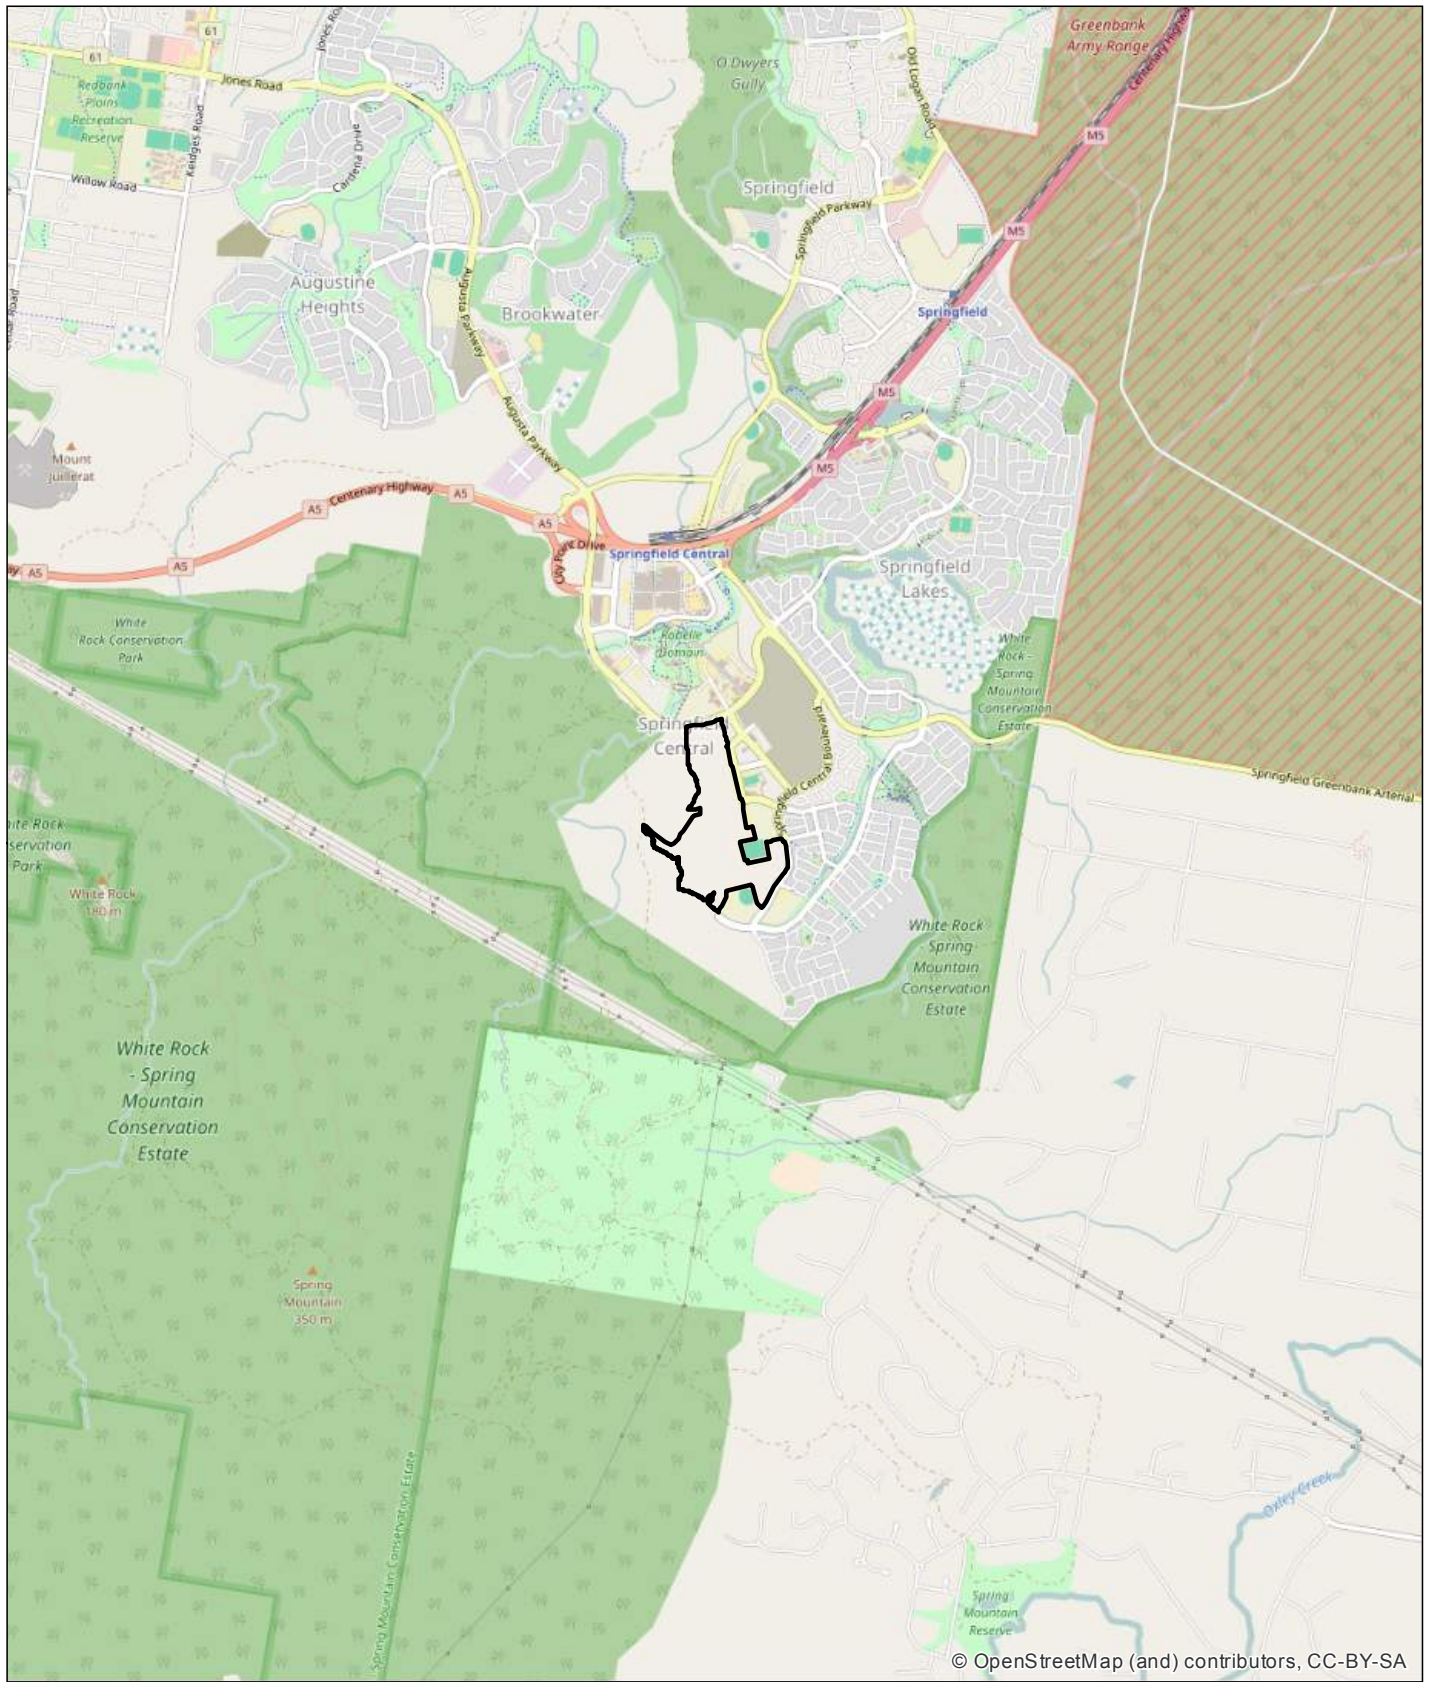 61
Greenbank
Army Range
Centenary Highway
61
Jones Road
Old Logan Road
O'Dwyers
Gully
Redbank
Plains
Recreation
Reserve
Keidges Road
Cardena Drive
M5
Willow Road
Springfield
Springfield Parkway
M5
Augustine
Heights
Augusta Parkway
Brookwater
Springfield
M5
Augusta Parkway
Mount
Juillerat
M5
Centenary Highway
A5
A5
A5
A5
A5
City Point Drive
Springfield Central
Springfield
Lakes
White
Rock Conservation
Park
Robelle
Domain
White
Rock -
Spring
Mountain
Conservation
Estate
Springfield
Central
Springfield Central Boulevard
Springfield Greenbank Arterial
White Rock
180 m
White Rock
- Spring
Mountain
Conservation
Estate
White Rock
- Spring
Mountain
Conservation
Estate
Spring
Mountain
350 m
Spring Mountain Conservation Estate
Oxley Creek
Spring
Mountain
Reserve
© OpenStreetMap (and) contributors, CC-BY-SA